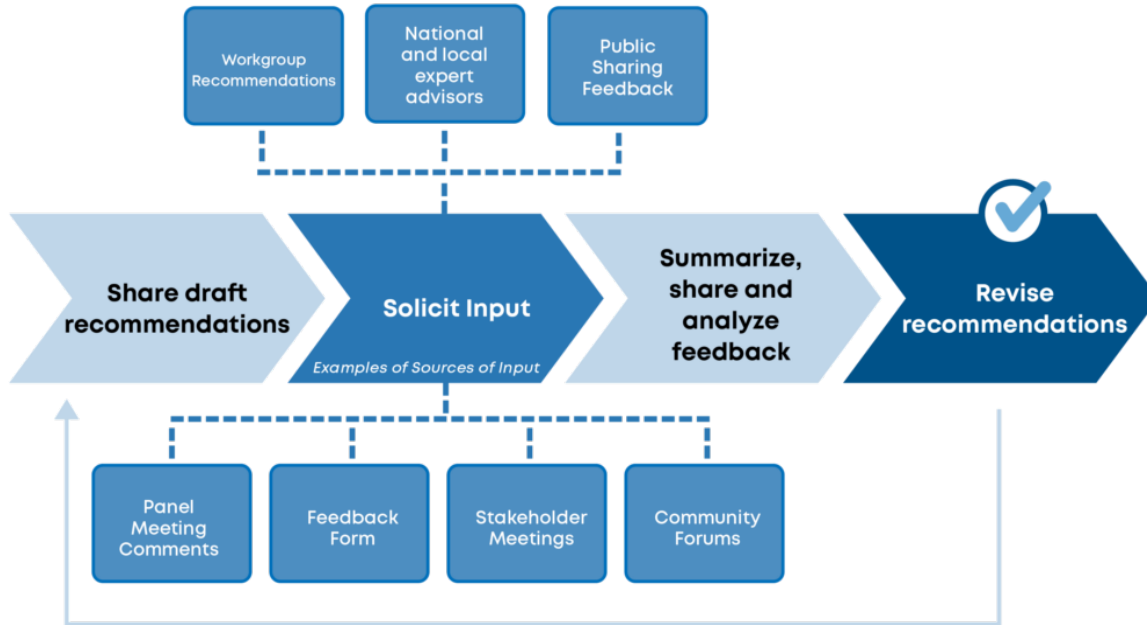 Workgroup
Recommendations
National
and local
expert
advisors
Public
Sharing
Feedback
Share draft
recommendations
Solicit Input
Examples of Sources of Input
Summarize,
share and
analyze
feedback
Revise
recommendations
Panel
Meeting
Comments
Feedback
Form
Stakeholder
Meetings
Community
Forums